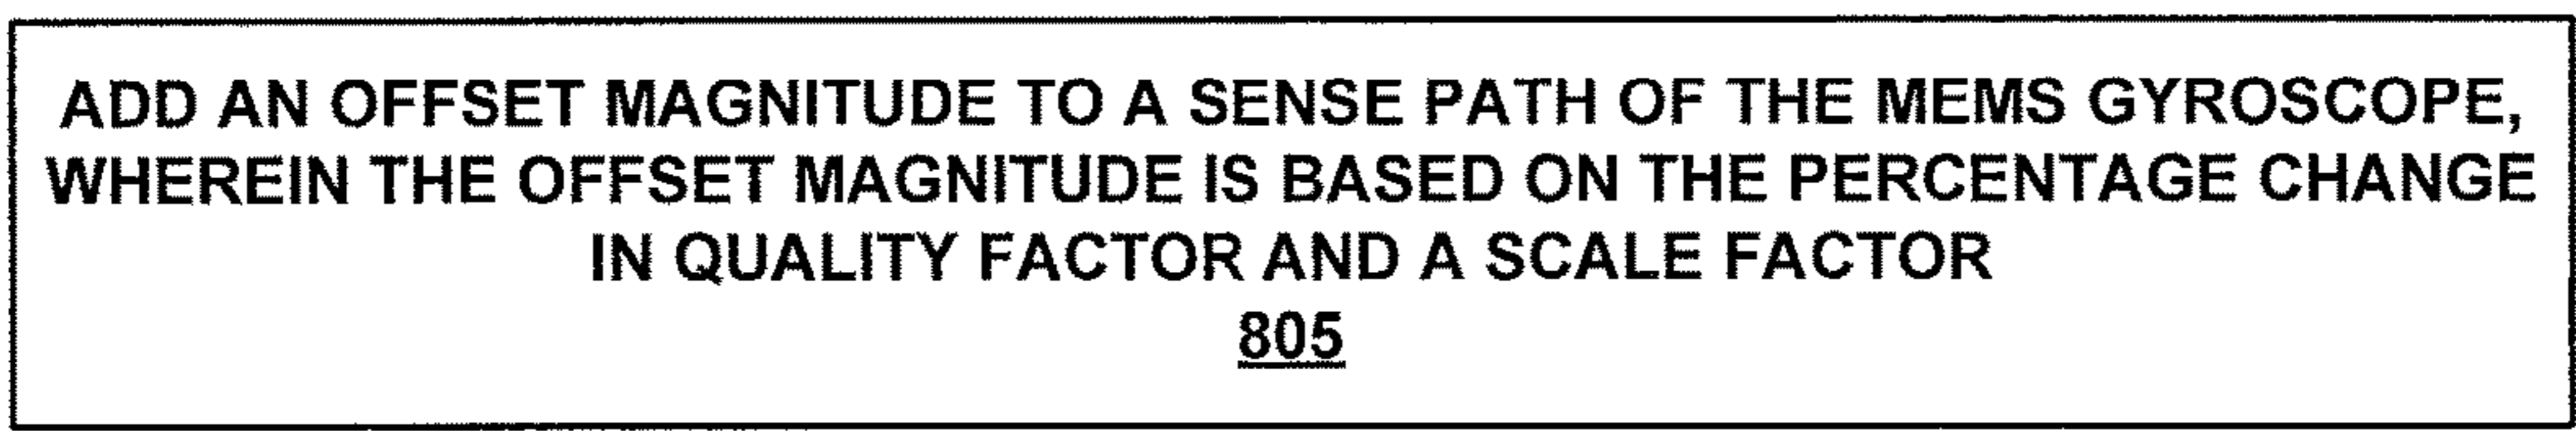 ADD AN OFFSET MAGNITUDE TO A SENSE PATH OF THE MEMS GYROSCOPE,
WHEREIN THE OFFSET MAGNITUDE IS BASED ON THE PERCENTAGE CHANGE
IN QUALITY FACTOR AND A SCALE FACTOR
805